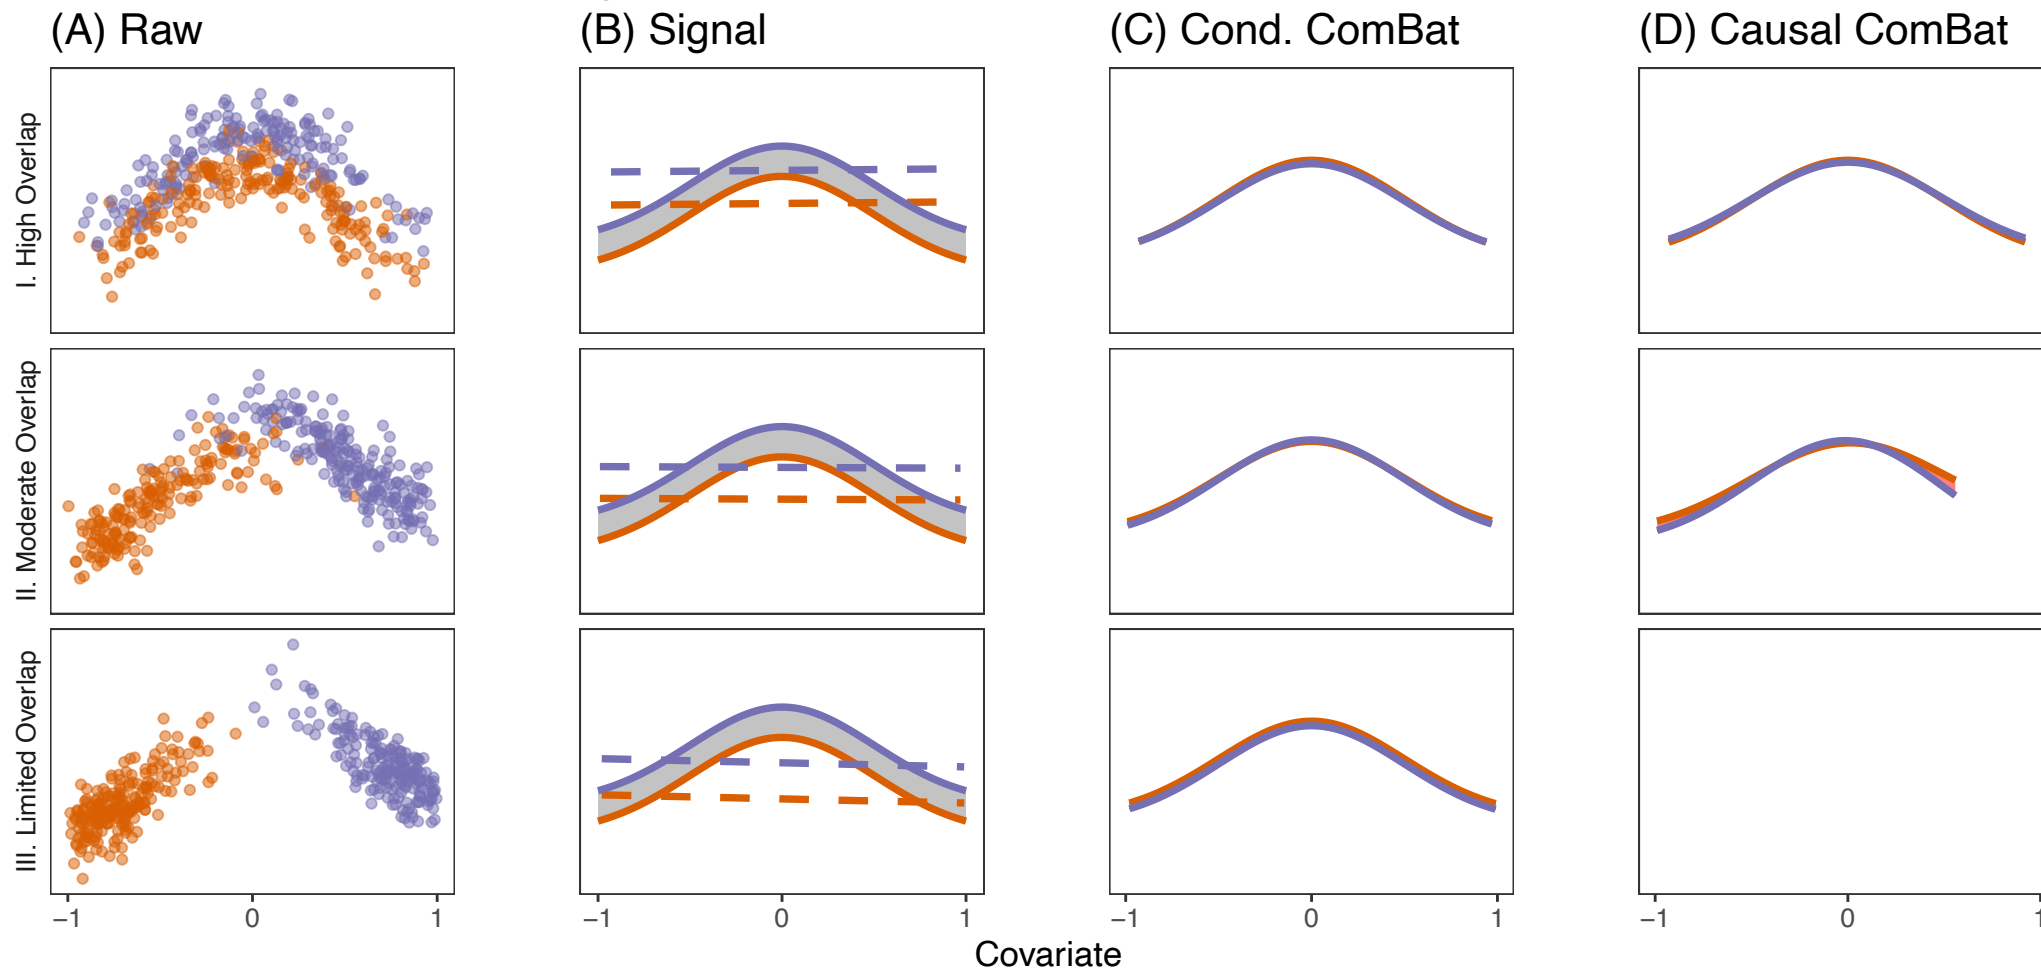 (A) Raw
(B) Signal
(C) Cond. ComBat
(D) Causal ComBat
I. High Overlap
II. Moderate Overlap
III. Limited Overlap
−1 0 1
−1 0 1
−1 0 1
−1 0 1
Covariate